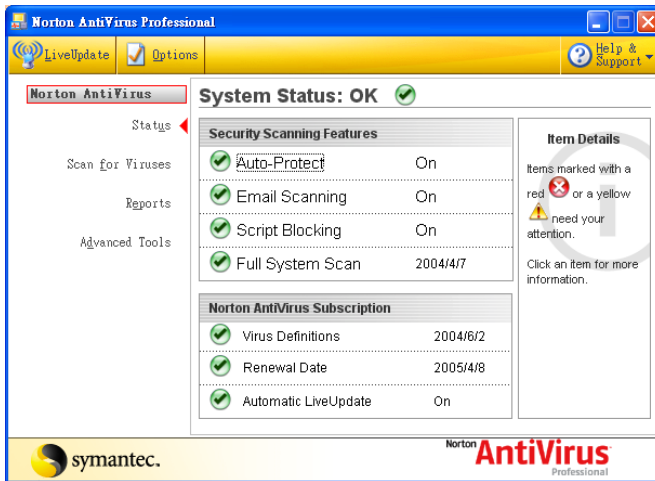 Norton AntiVirus Professional
LiveUpdate
Options
Help &
Support
Norton AntiVirus
Status
Scan for Viruses
Reports
Advanced Tools
System Status: OK
Security Scanning Features
Auto-Protect On
Email Scanning On
Script Blocking On
Full System Scan 2004/4/7
Norton AntiVirus Subscription
Virus Definitions 2004/6/2
Renewal Date 2005/4/8
Automatic LiveUpdate On
Item Details
Items marked with a
red or a yellow
need your
attention.
Click an item for more
information.
symantec.
Norton AntiVirus
Professional